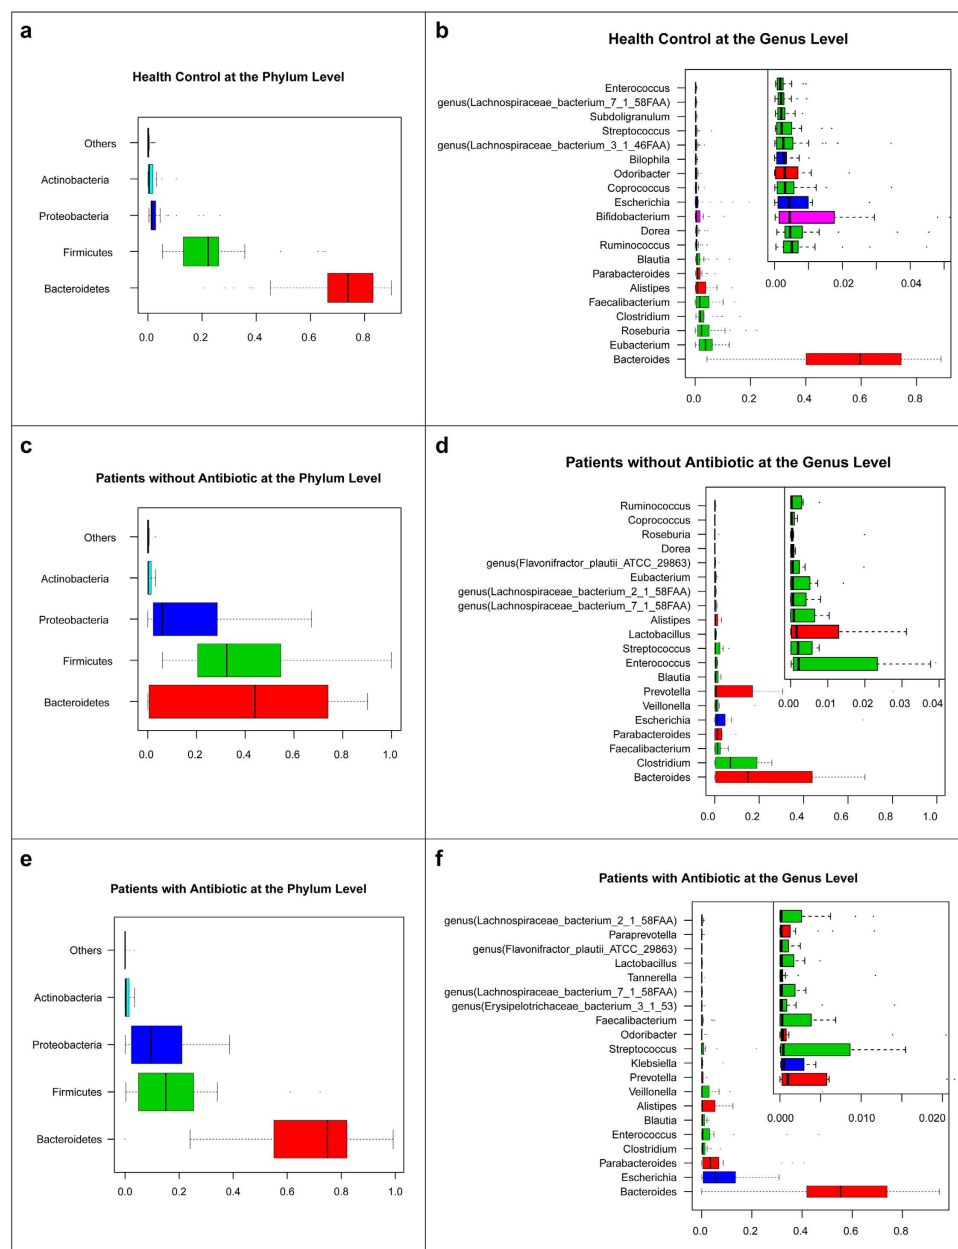 a
Health Control at the Phylum Level
Others
Actinobacteria
Proteobacteria
Firmicutes
Bacteroidetes
0.0 0.2 0.4 0.6 0.8
b
Health Control at the Genus Level
Enterococcus
genus(Lachnospiraceae_bacterium_7_1_58FAA)
Subdoligranulum
Streptococcus
genus(Lachnospiraceae_bacterium_3_1_46FAA)
Bilophila
Odoribacter
Coprococcus
Escherichia
Bifidobacterium
Dorea
Ruminococcus
Blautia
Parabacteroides
Alistipes
Faecalibacterium
Clostridium
Roseburia
Eubacterium
Bacteroides
0.00 0.02 0.04
0.0 0.2 0.4 0.6 0.8
c
Patients without Antibiotic at the Phylum Level
Others
Actinobacteria
Proteobacteria
Firmicutes
Bacteroidetes
0.0 0.2 0.4 0.6 0.8 1.0
d
Patients without Antibiotic at the Genus Level
Ruminococcus
Coprococcus
Roseburia
Dorea
genus(Flavonifractor_plautii_ATCC_29863)
Eubacterium
genus(Lachnospiraceae_bacterium_2_1_58FAA)
genus(Lachnospiraceae_bacterium_7_1_58FAA)
Alistipes
Lactobacillus
Streptococcus
Enterococcus
Blautia
Prevotella
Veillonella
Escherichia
Parabacteroides
Faecalibacterium
Clostridium
Bacteroides
0.00 0.01 0.02 0.03 0.04
0.0 0.2 0.4 0.6 0.8 1.0
e
Patients with Antibiotic at the Phylum Level
Others
Actinobacteria
Proteobacteria
Firmicutes
Bacteroidetes
0.0 0.2 0.4 0.6 0.8 1.0
f
Patients with Antibiotic at the Genus Level
genus(Lachnospiraceae_bacterium_2_1_58FAA)
Paraprevotella
genus(Flavonifractor_plautii_ATCC_29863)
Lactobacillus
Tannerella
genus(Lachnospiraceae_bacterium_7_1_58FAA)
genus(Erysipelotrichaceae_bacterium_3_1_53)
Faecalibacterium
Odoribacter
Streptococcus
Klebsiella
Prevotella
Veillonella
Alistipes
Blautia
Enterococcus
Clostridium
Parabacteroides
Escherichia
Bacteroides
0.000 0.010 0.020
0.0 0.2 0.4 0.6 0.8